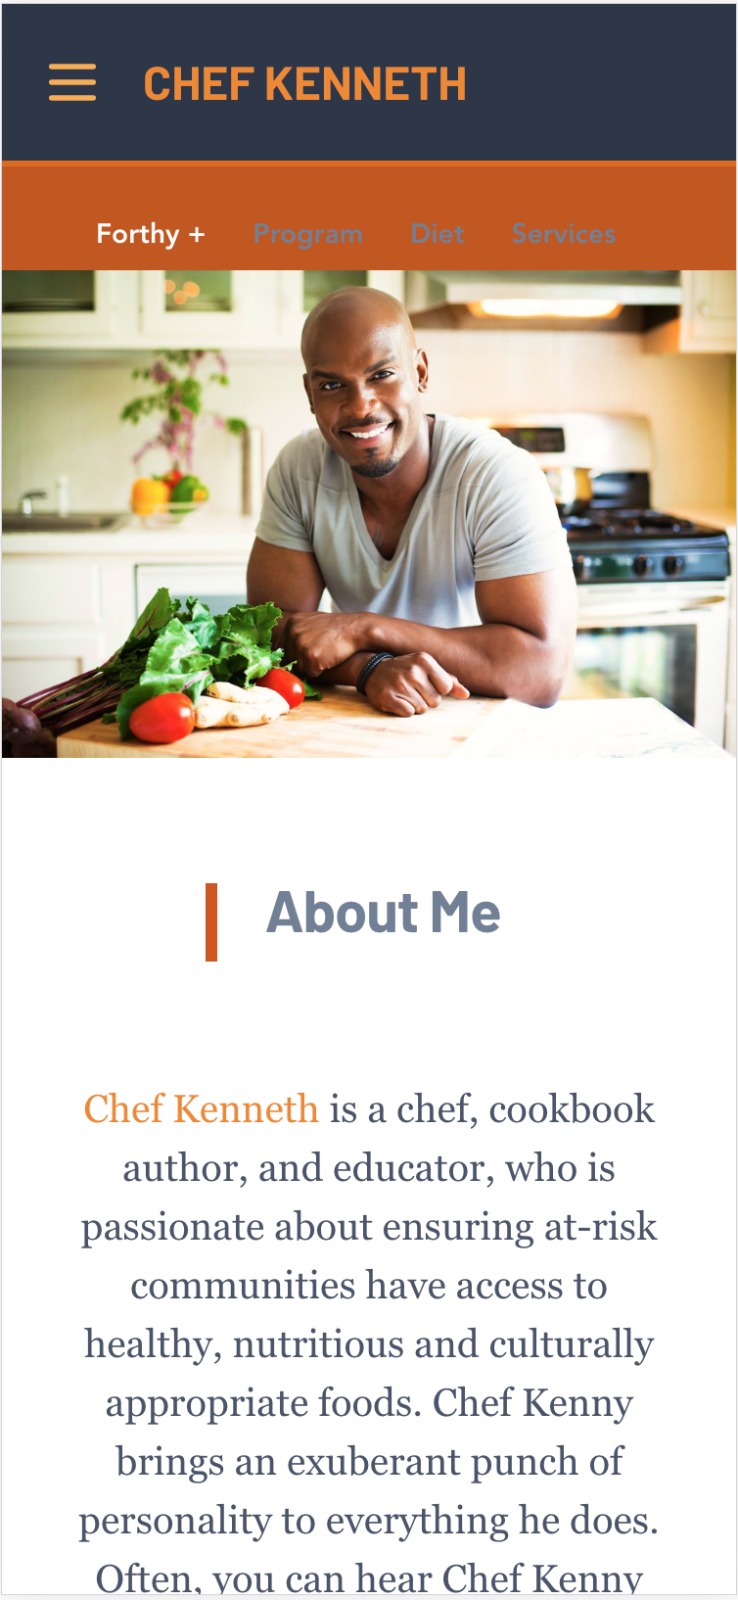 CHEF KENNETH
Forthy + Program Diet Services
About Me
Chef Kenneth is a chef, cookbook
author, and educator, who is
passionate about ensuring at-risk
communities have access to
healthy, nutritious and culturally
appropriate foods. Chef Kenny
brings an exuberant punch of
personality to everything he does.
Often, you can hear Chef Kenny